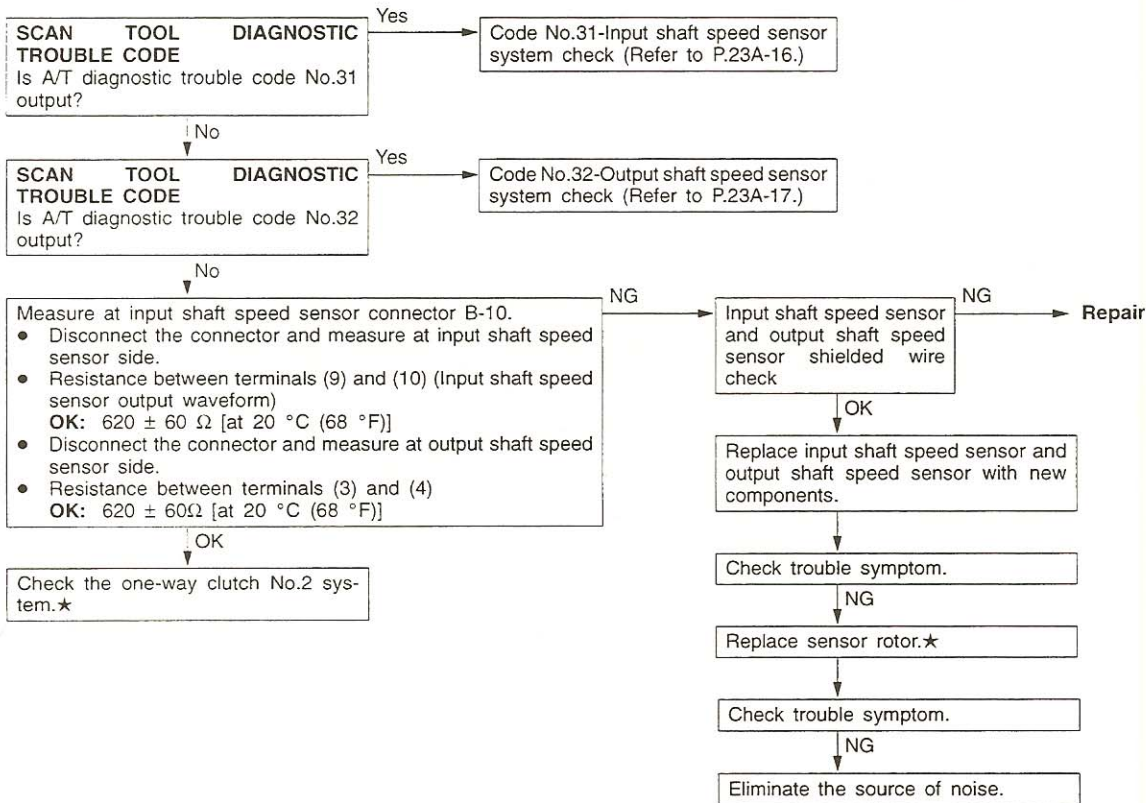 SCAN TOOL DIAGNOSTIC
TROUBLE CODE
Is A/T diagnostic trouble code No.31
output?
Yes
Code No.31-Input shaft speed sensor
system check (Refer to P.23A-16.)
No
SCAN TOOL DIAGNOSTIC
TROUBLE CODE
Is A/T diagnostic trouble code No.32
output?
Yes
Code No.32-Output shaft speed sensor
system check (Refer to P.23A-17.)
No
Measure at input shaft speed sensor connector B-10.
● Disconnect the connector and measure at input shaft speed
sensor side.
● Resistance between terminals (9) and (10) (Input shaft speed
sensor output waveform)
OK: 620 ± 60 Ω [at 20 °C (68 °F)]
● Disconnect the connector and measure at output shaft speed
sensor side.
● Resistance between terminals (3) and (4)
OK: 620 ± 60Ω [at 20 °C (68 °F)]
OK
Check the one-way clutch No.2 sys-
tem.★
NG
Input shaft speed sensor
and output shaft speed
sensor shielded wire
check
NG
Repair
OK
Replace input shaft speed sensor and
output shaft speed sensor with new
components.
Check trouble symptom.
NG
Replace sensor rotor.★
Check trouble symptom.
NG
Eliminate the source of noise.